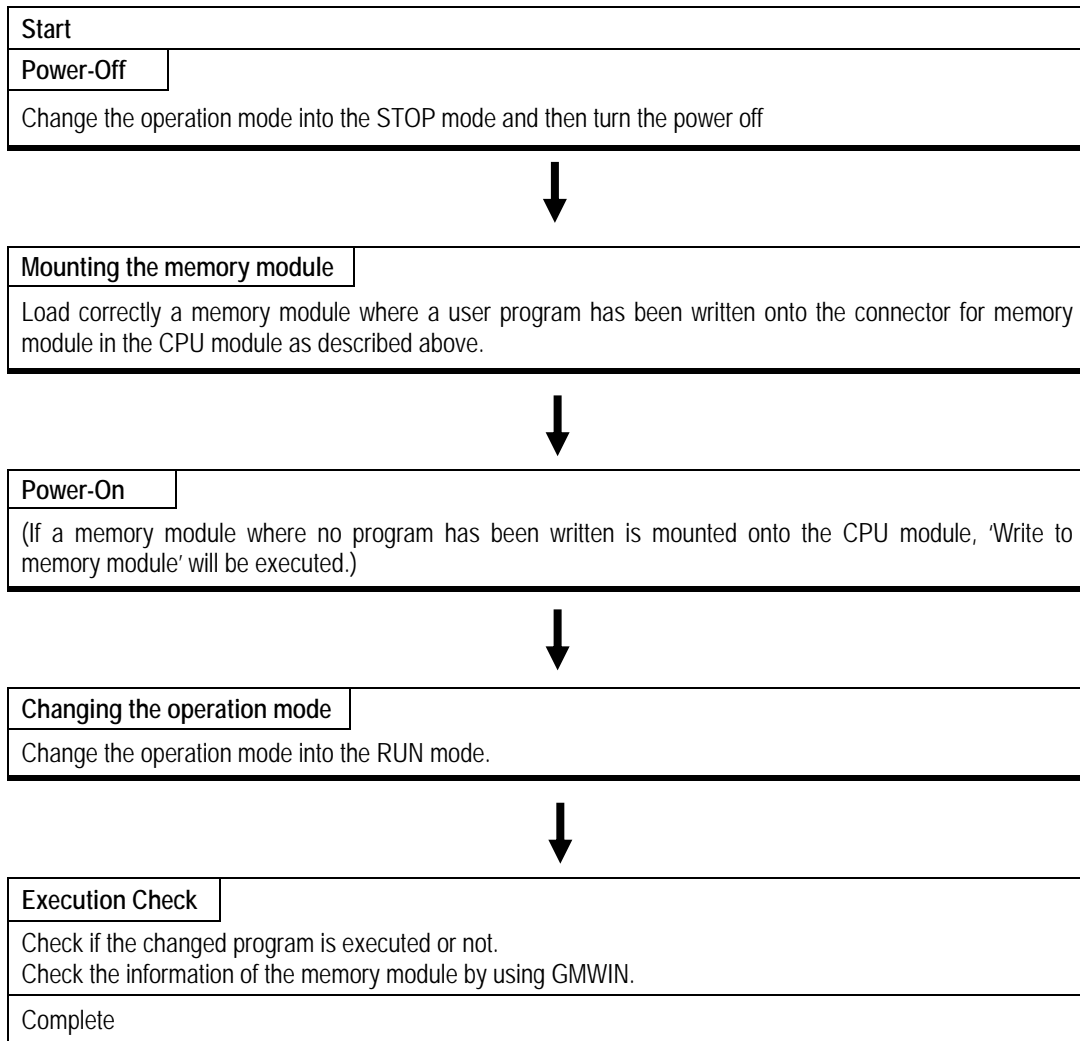 Start
Power-Off
Change the operation mode into the STOP mode and then turn the power off
Mounting the memory module
Load correctly a memory module where a user program has been written onto the connector for memory
module in the CPU module as described above.
Power-On
(If a memory module where no program has been written is mounted onto the CPU module, ‘Write to
memory module’ will be executed.)
Changing the operation mode
Change the operation mode into the RUN mode.
Execution Check
Check if the changed program is executed or not.
Check the information of the memory module by using GMWIN.
Complete